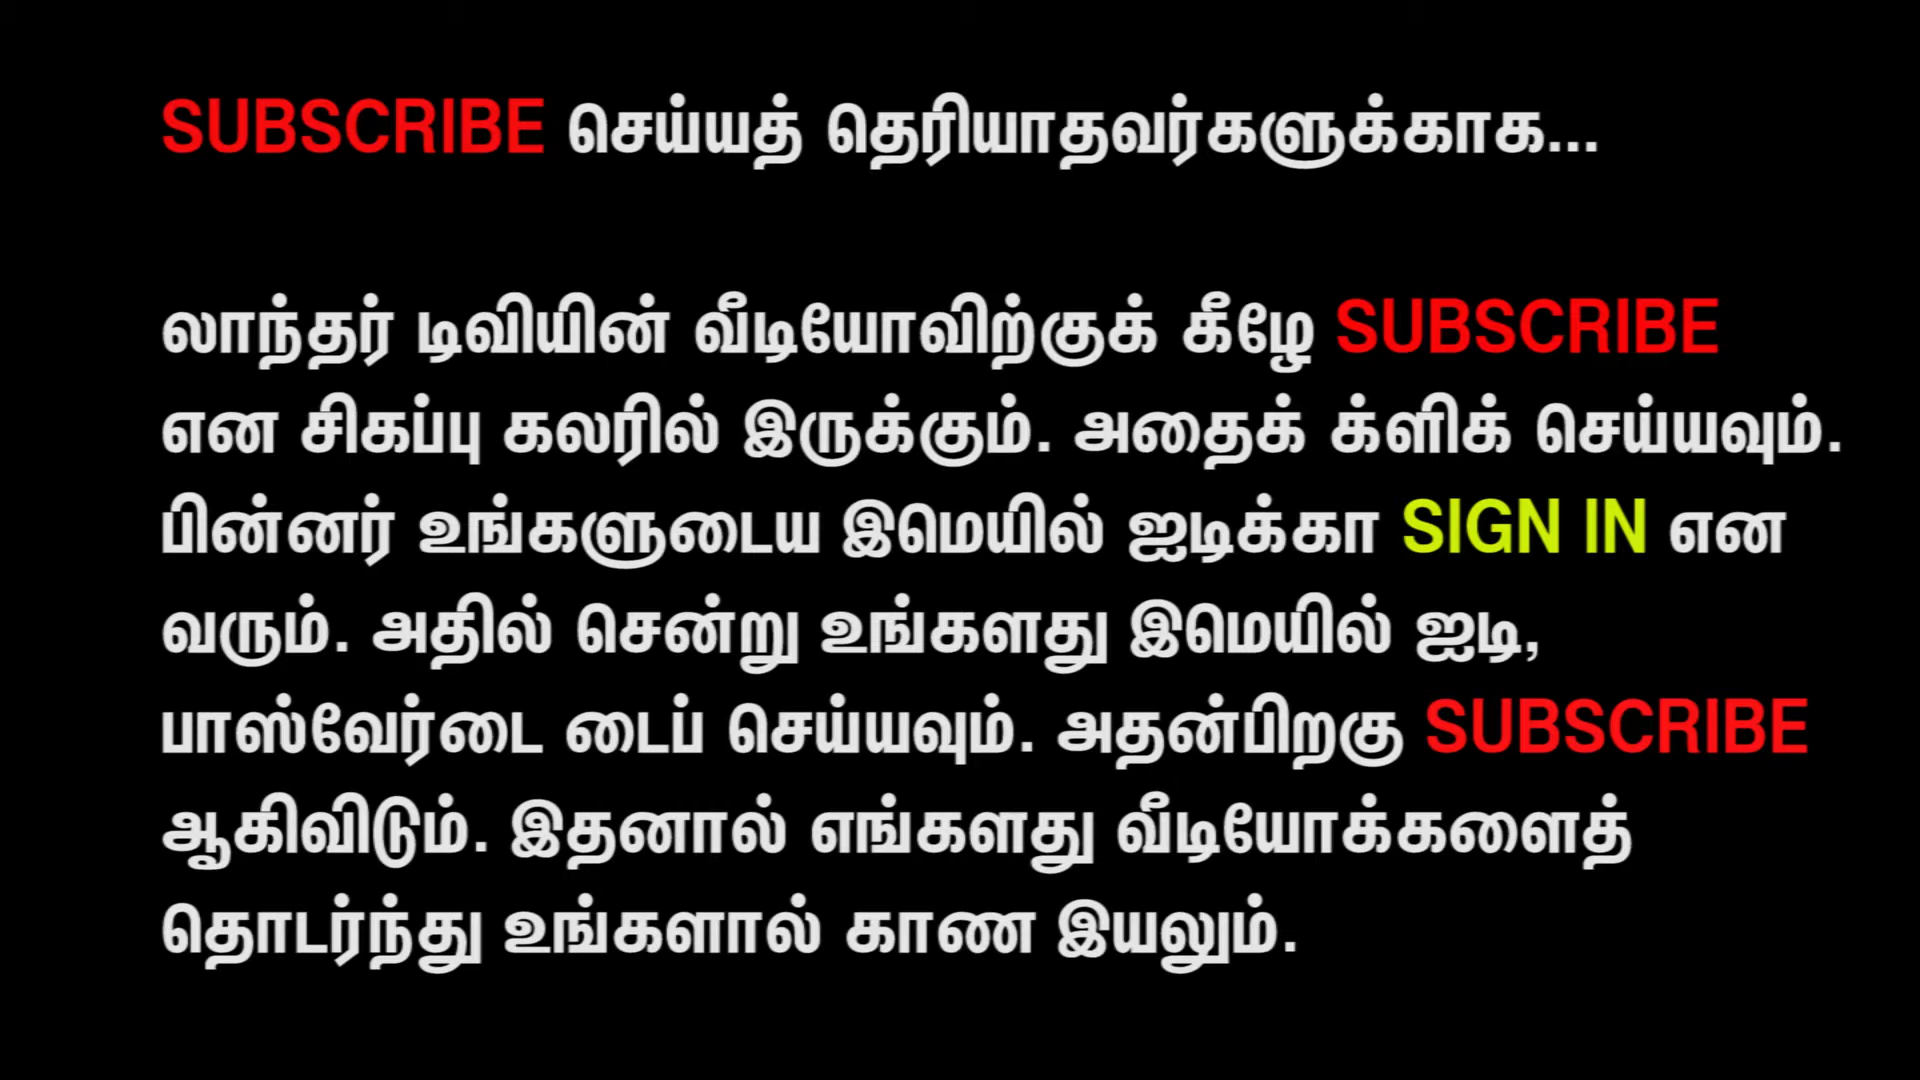 SUBSCRIBE செய்யத் தெரியாதவர்களுக்காக...
லாந்தர் டிவியின் வீடியோவிற்குக் கீழே SUBSCRIBE
என சிகப்பு கலரில் இருக்கும். அதைக் க்ளிக் செய்யவும்.
பின்னர் உங்களுடைய இமெயில் ஐடிக்கா SIGN IN என
வரும். அதில் சென்று உங்களது இமெயில் ஐடி,
பாஸ்வேர்டை டைப் செய்யவும். அதன்பிறகு SUBSCRIBE
ஆகிவிடும். இதனால் எங்களது வீடியோக்களைத்
தொடர்ந்து உங்களால் காண இயலும்.